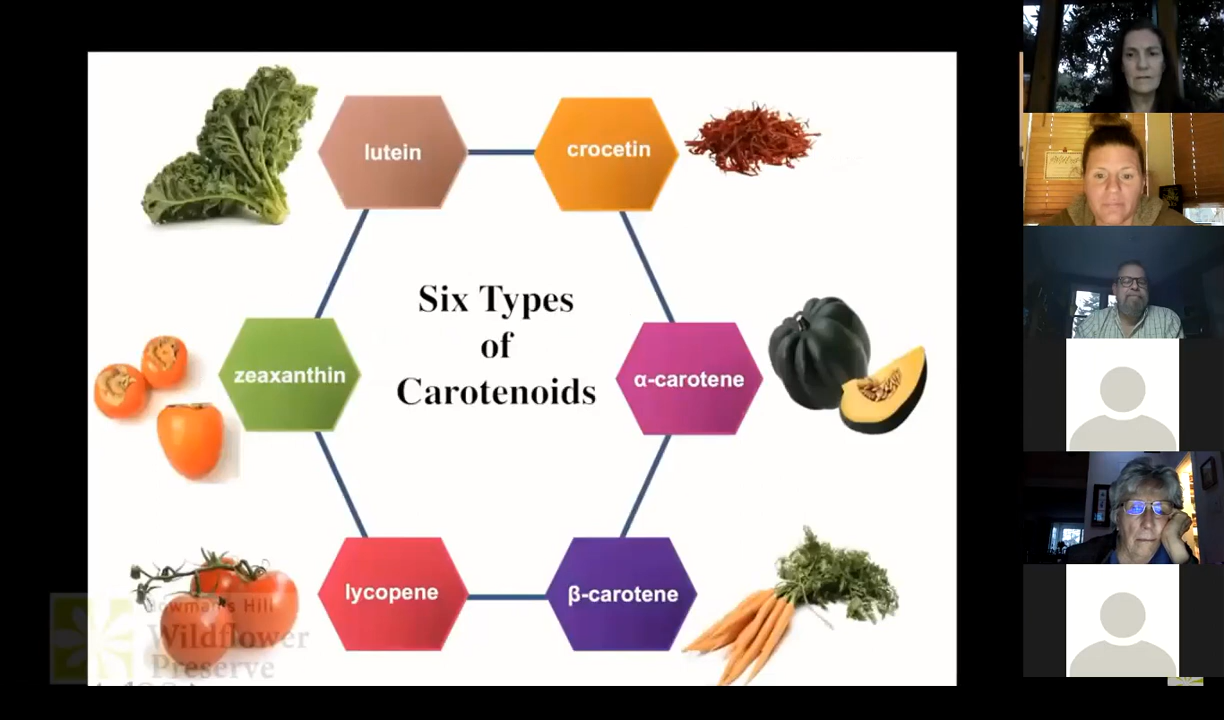 lutein
crocetin
Six Types
of
Carotenoids
zeaxanthin
α-carotene
lycopene
β-carotene
Bowman's Hill
Wildflower
Preserve